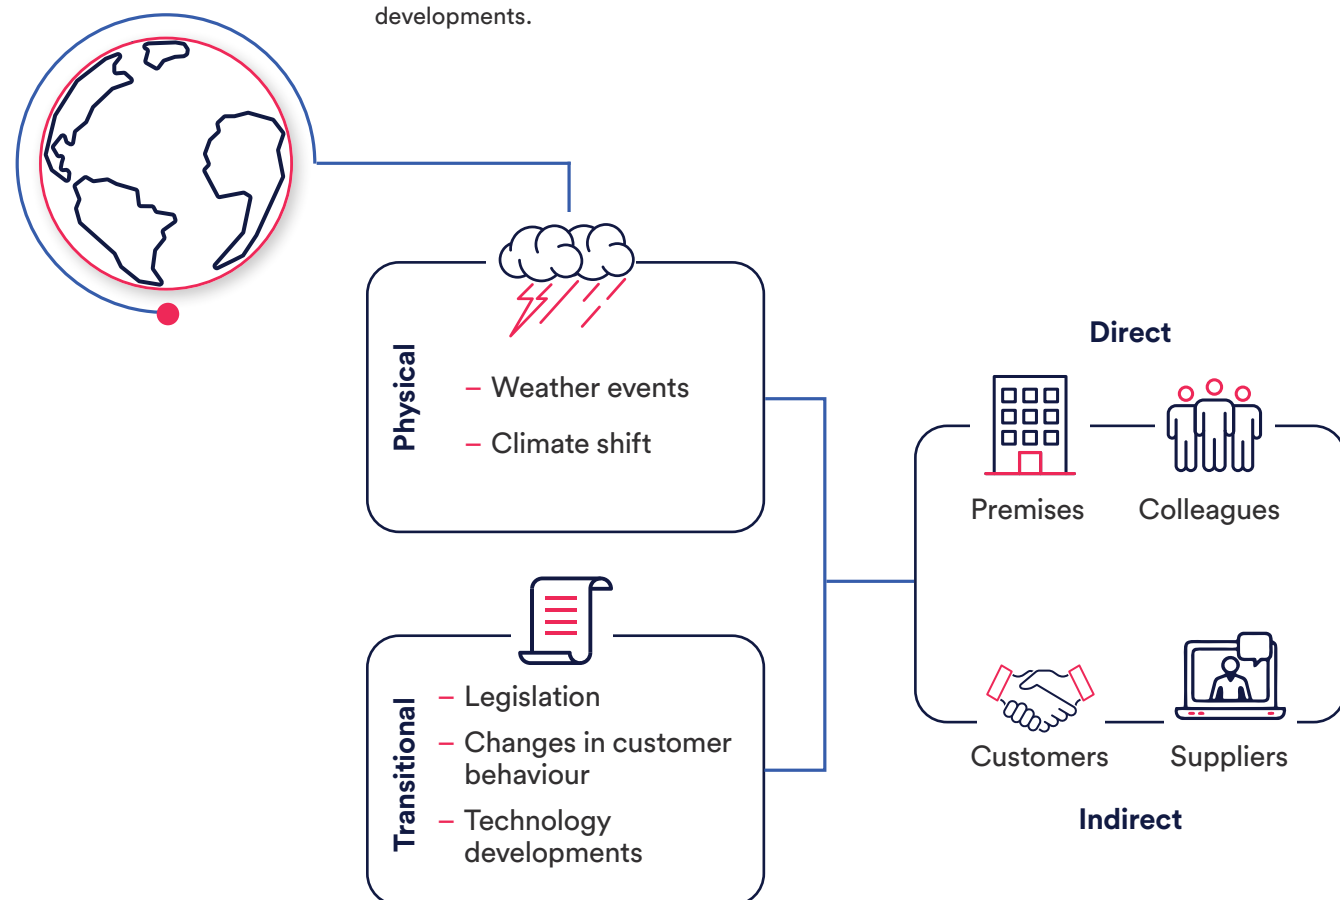 developments.
Physical
– Weather events
– Climate shift
Transitional
– Legislation
– Changes in customer
behaviour
– Technology
developments
Direct
Premises
Colleagues
Customers
Suppliers
Indirect